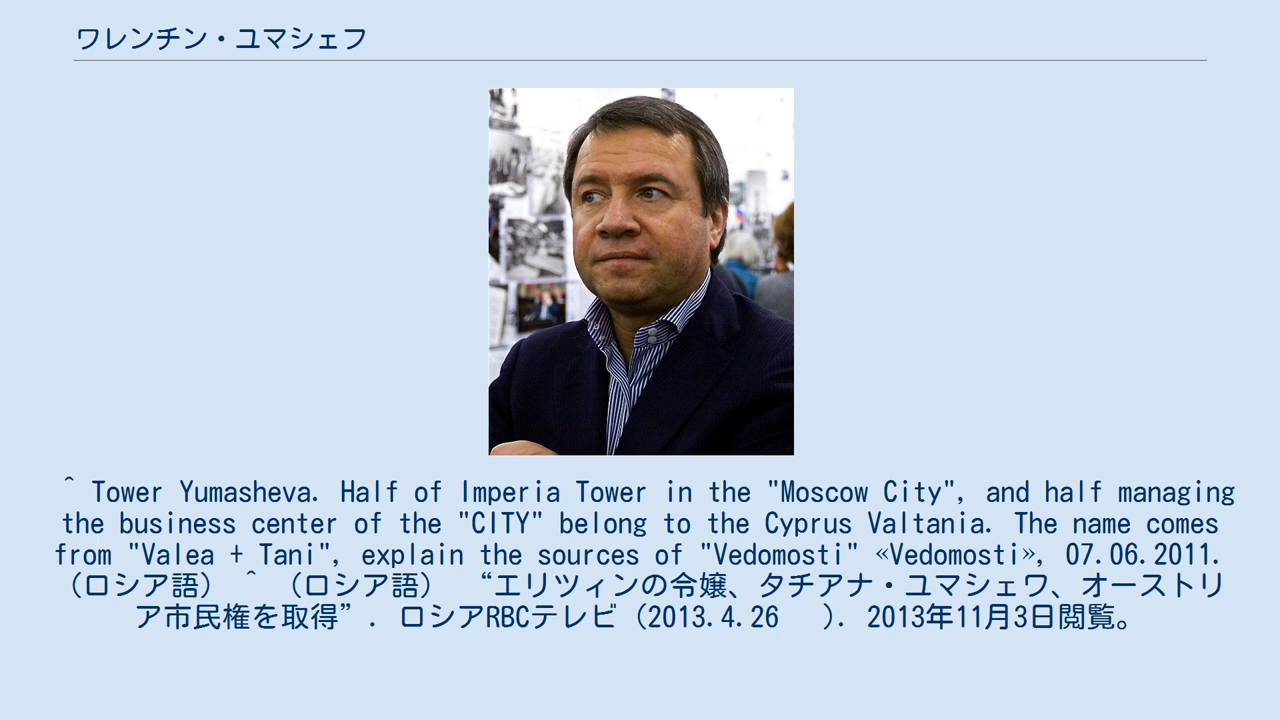 ワレンチン・ユマシェフ
^ Tower Yumasheva. Half of Imperia Tower in the "Moscow City", and half managing
the business center of the "CITY" belong to the Cyprus Valtania. The name comes
from "Valea + Tani", explain the sources of "Vedomosti" «Vedomosti», 07.06.2011.
（ロシア語） ^ （ロシア語） “エリツィンの令嬢、タチアナ・ユマシェワ、オーストリ
ア市民権を取得”. ロシアRBCテレビ (2013.4.26 ). 2013年11月3日閲覧。